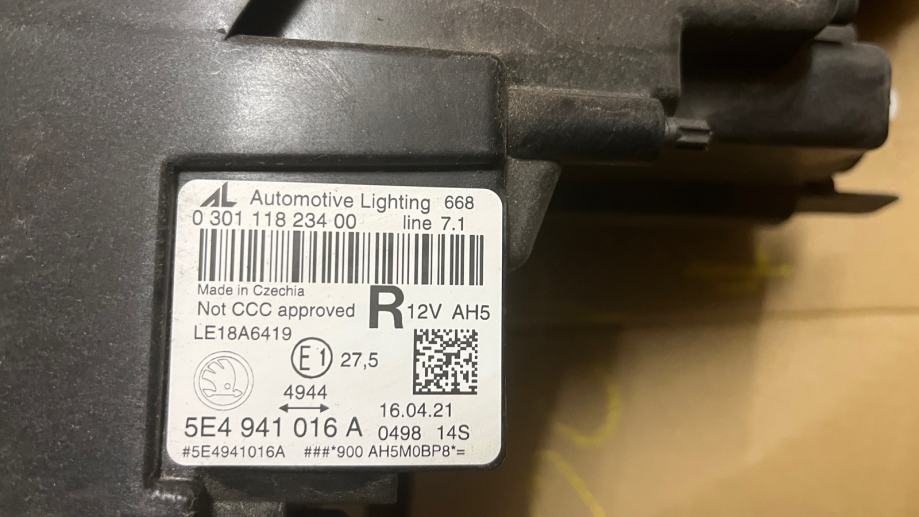 AL Automotive Lighting 668
0 301 118 234 00 line 7.1
Made in Czechia
Not CCC approved R 12V AH5
LE18A6419
E1 27,5
4944
16.04.21
5E4 941 016 A 0498 14S
#5E4941016A ###*900 AH5M0BP8*=